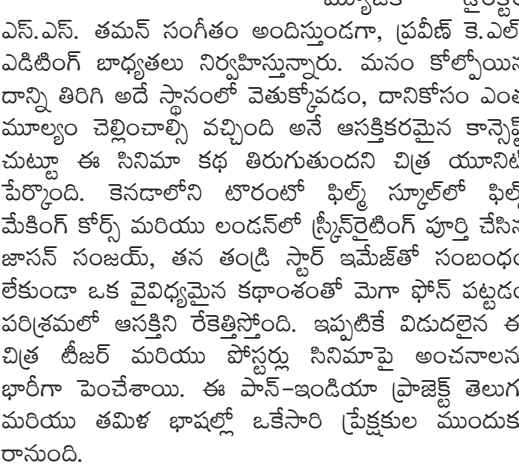 ఎస్.ఎస్. తమన్ సంగీతం అందిస్తుండగా, ప్రవీణ్ కె.ఎల్
ఎడిటింగ్ బాధ్యతలు నిర్వహిస్తున్నారు. మనం కోల్పోయిన
దాన్ని తిరిగి అదే స్థానంలో వెతుక్కోవడం, దానికోసం ఎంత
మూల్యం చెల్లించాల్సి వచ్చింది అనే ఆసక్తికరమైన కాన్సెప్ట్
చుట్టూ ఈ సినిమా కథ తిరుగుతుందని చిత్ర యూనిట్
పేర్కొంది. కెనడాలోని టొరంటో ఫిల్మ్ స్కూల్‌లో ఫిల్మ్
మేకింగ్ కోర్స్ మరియు లండన్‌లో స్క్రీన్‌రైటింగ్ పూర్తి చేసిన
జాసన్ సంజయ్, తన తండ్రి స్టార్ ఇమేజ్‌తో సంబంధం
లేకుండా ఒక వైవిధ్యమైన కథాంశంతో మెగా ఫోన్ పట్టడం
పరిశ్రమలో ఆసక్తిని రేకెత్తిస్తోంది. ఇప్పటికే విడుదలైన ఈ
చిత్ర టీజర్ మరియు పోస్టర్లు సినిమాపై అంచనాలను
భారీగా పెంచేశాయి. ఈ పాన్-ఇండియా ప్రాజెక్ట్ తెలుగు
మరియు తమిళ భాషల్లో ఒకేసారి ప్రేక్షకుల ముందుకు
రానుంది.